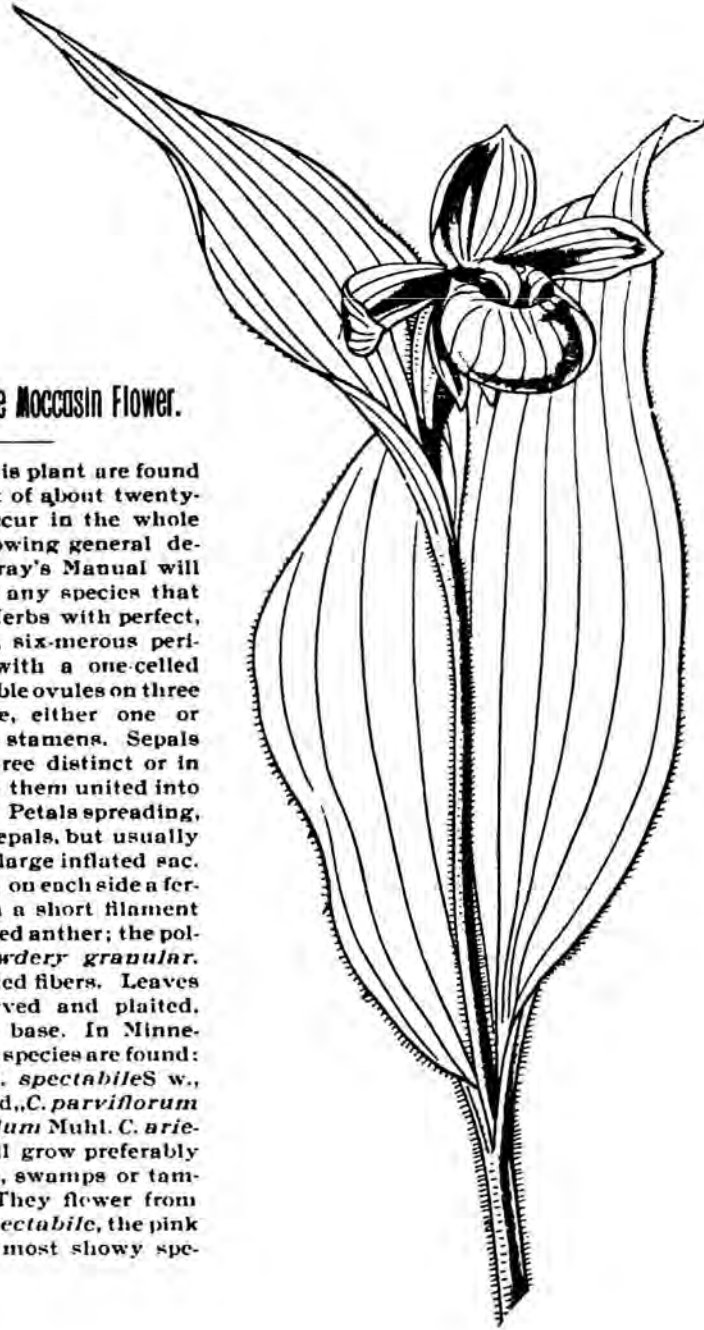 e Moccasin Flower.
is plant are found
t of about twenty-
cur in the whole
owing general de-
ray's Manual will
any species that
Herbs with perfect,
six-merous peri-
with a one-celled
ble ovules on three
e, either one or
stamens. Sepals
ree distinct or in
them united into
Petals spreading,
epals, but usually
large inflated sac.
on each side a fer-
n a short filament
ed anther; the pol-
wdery granular.
ted fibers. Leaves
ved and plaited,
base. In Minne-
species are found:
. spectabileS w.,
d,,C. parviflorum
lum Muhl. C. arie-
ll grow preferably
, swamps or tam-
They flower from
ectabile, the pink
most showy spe-